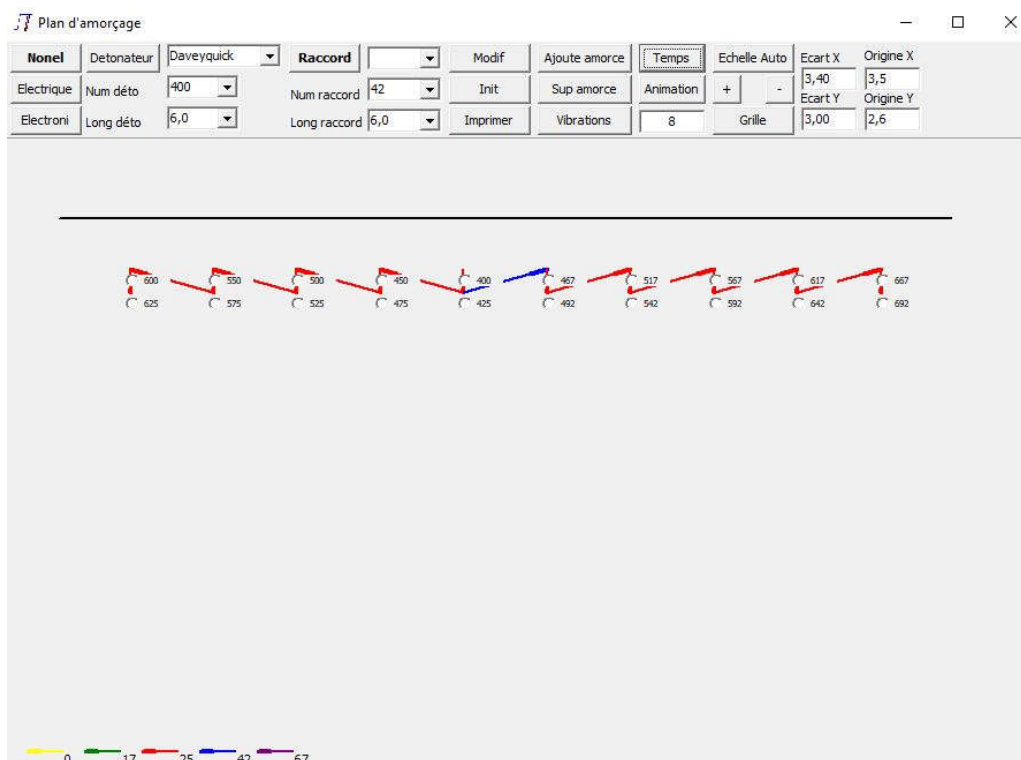 Plan d'amorçage
Nonel Detonateur Daveyquick Raccord Modif Ajoute amorce Temps Echelle Auto Ecart X Origine X
3,40 3,5
Electrique Num déto 400 Num raccord 42 Init Sup amorce Animation + - Ecart Y Origine Y
Electroni Long déto 6,0 Long raccord 6,0 Imprimer Vibrations 8 Grille 3,00 2,6
600 550 500 450 400 467 517 567 617 667
625 575 525 475 425 492 542 592 642 692
0 17 25 42 67